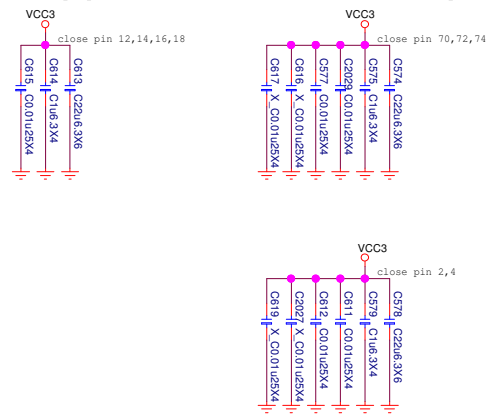 VCC3
close pin 12,14,16,18
C615
C0.01u25X4
C614
C1u6.3X4
C613
C22u6.3X6
VCC3
close pin 70,72,74
C617
X_C0.01u25X4
C616
X_C0.01u25X4
C577
C0.01u25X4
C2029
C0.01u25X4
C575
C1u6.3X4
C574
C22u6.3X6
VCC3
close pin 2,4
C619
X_C0.01u25X4
C2027
X_C0.01u25X4
C612
C0.01u25X4
C611
C0.01u25X4
C579
C1u6.3X4
C578
C22u6.3X6